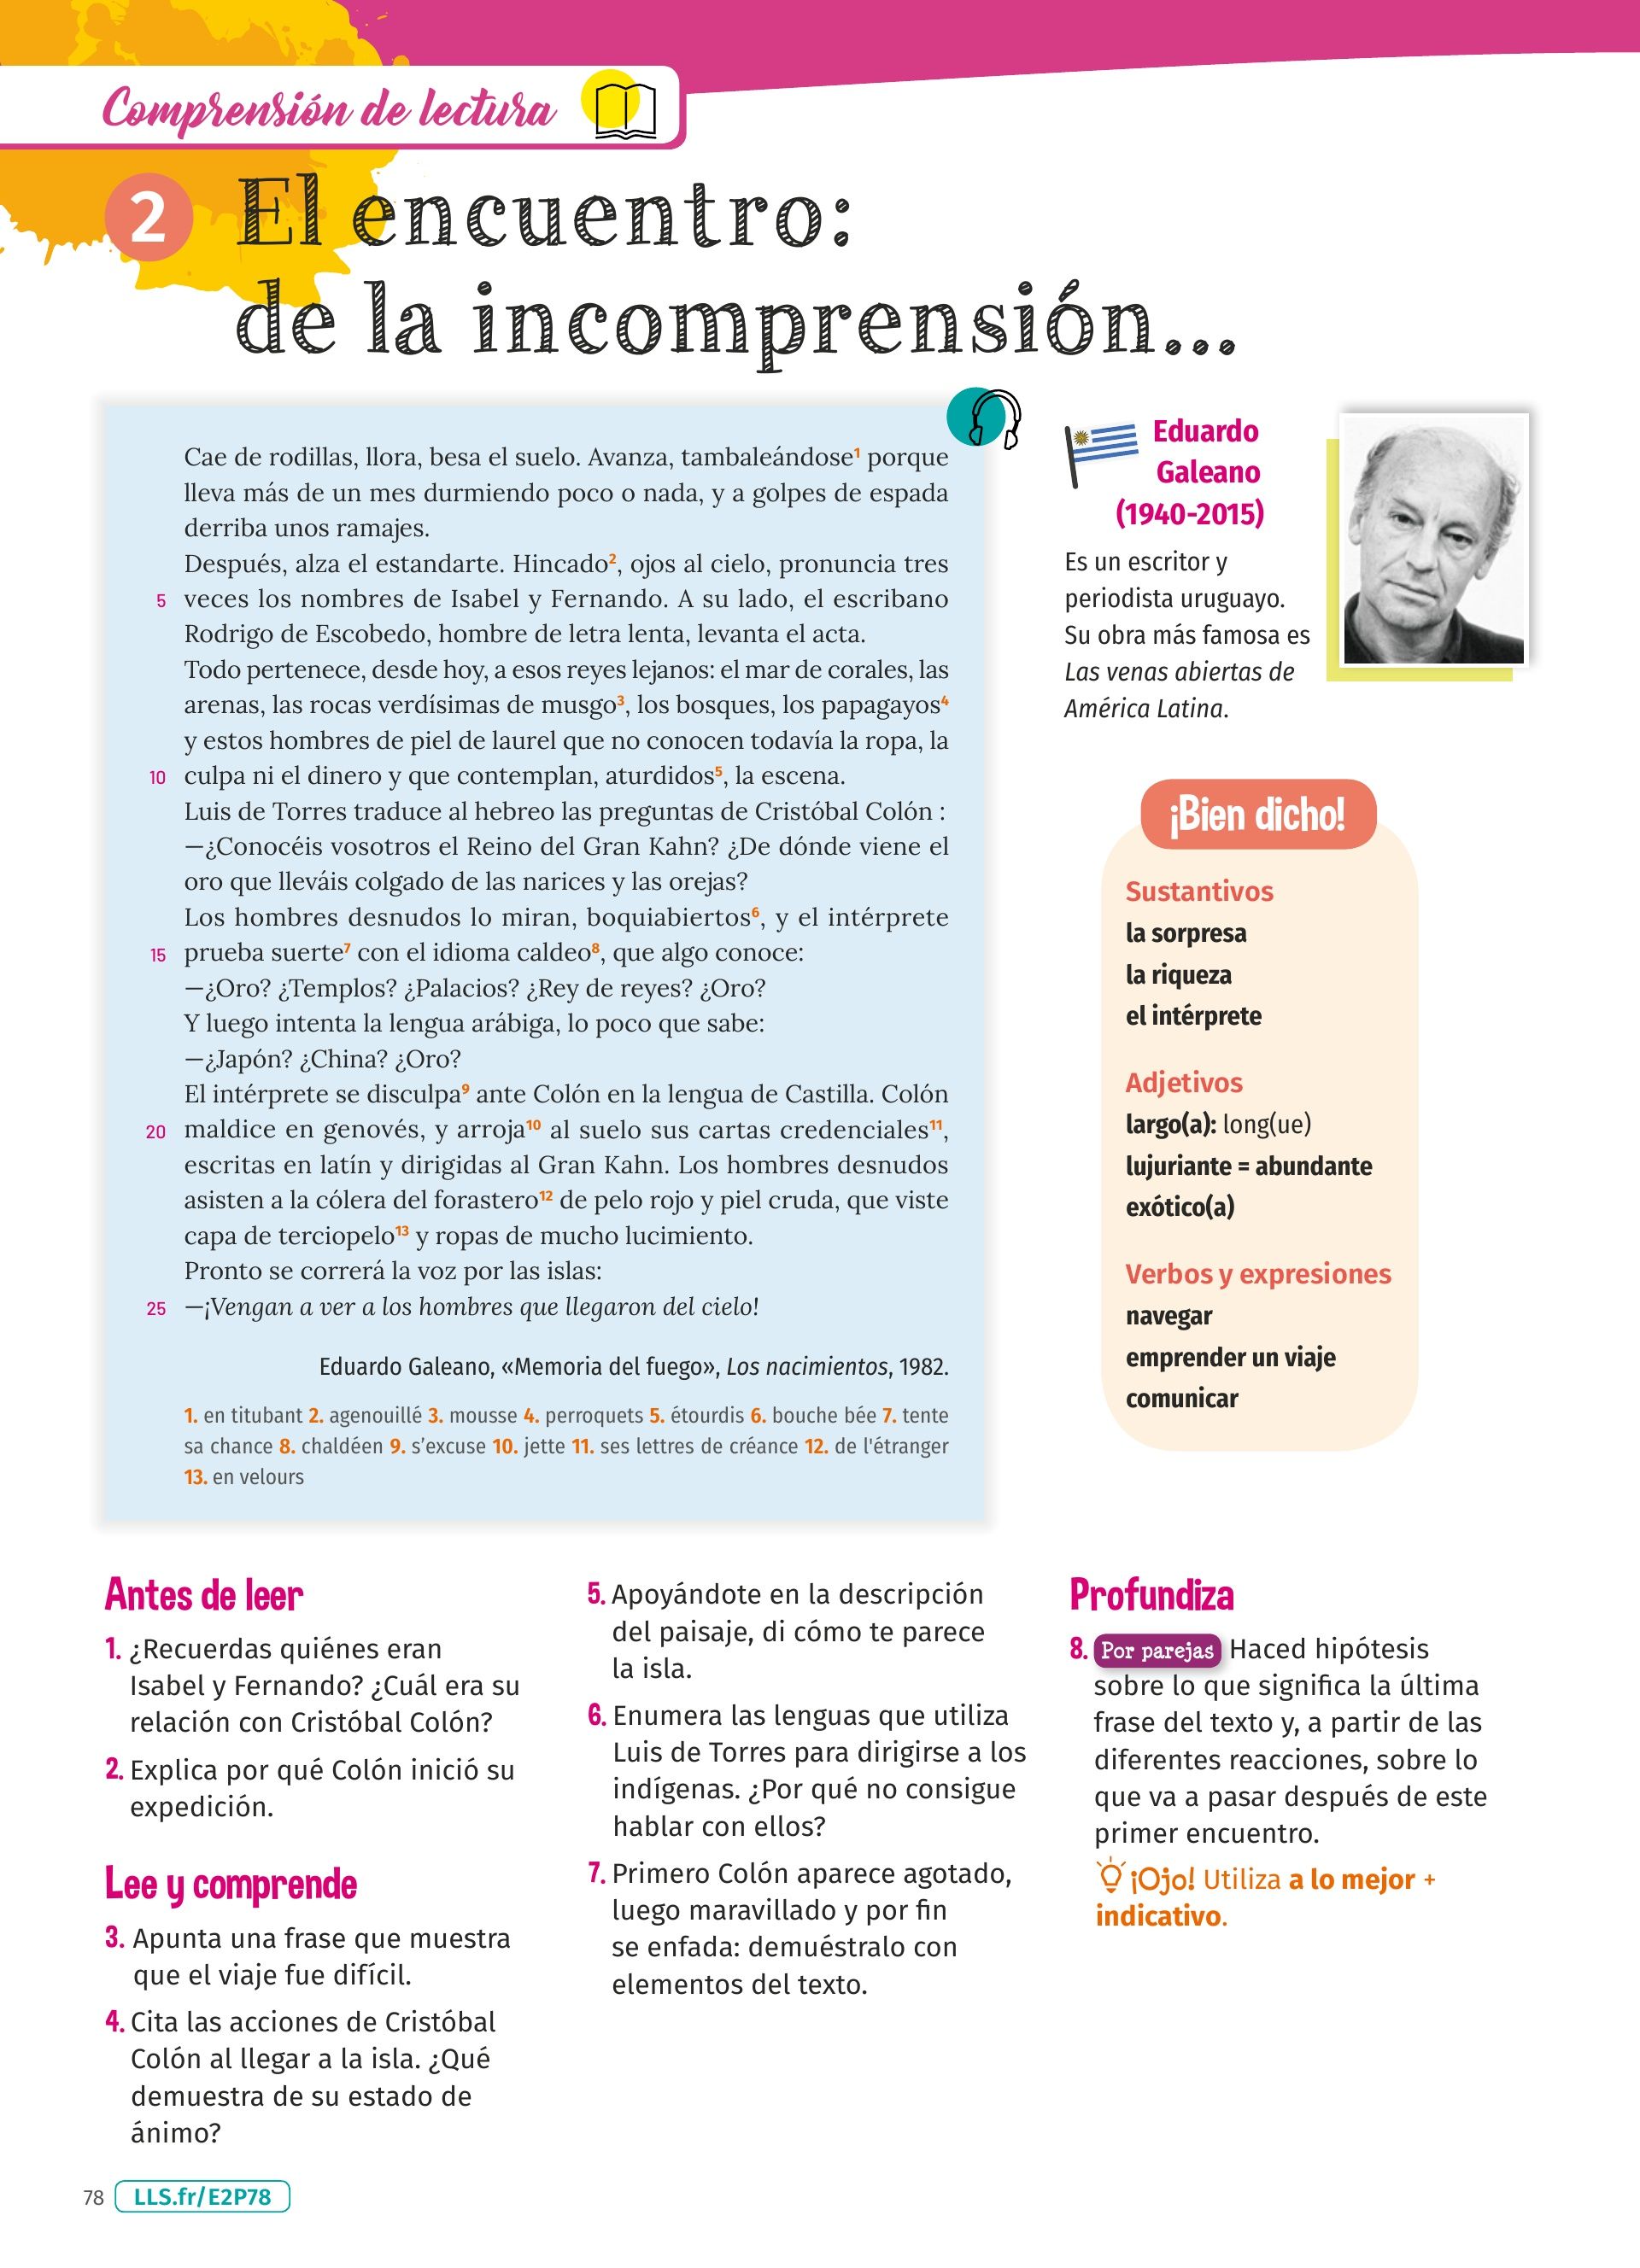 Comprensión de lectura
2
El encuentro:
de la incomprensión...
Cae de rodillas, llora, besa el suelo. Avanza, tambaleándose¹ porque
lleva más de un mes durmiendo poco o nada, y a golpes de espada
derriba unos ramajes.
Después, alza el estandarte. Hincado², ojos al cielo, pronuncia tres
5 veces los nombres de Isabel y Fernando. A su lado, el escribano
Rodrigo de Escobedo, hombre de letra lenta, levanta el acta.
Todo pertenece, desde hoy, a esos reyes lejanos: el mar de corales, las
arenas, las rocas verdísimas de musgo³, los bosques, los papagayos⁴
y estos hombres de piel de laurel que no conocen todavía la ropa, la
10 culpa ni el dinero y que contemplan, aturdidos⁵, la escena.
Luis de Torres traduce al hebreo las preguntas de Cristóbal Colón :
—¿Conocéis vosotros el Reino del Gran Kahn? ¿De dónde viene el
oro que lleváis colgado de las narices y las orejas?
Los hombres desnudos lo miran, boquiabiertos⁶, y el intérprete
15 prueba suerte⁷ con el idioma caldeo⁸, que algo conoce:
—¿Oro? ¿Templos? ¿Palacios? ¿Rey de reyes? ¿Oro?
Y luego intenta la lengua arábiga, lo poco que sabe:
—¿Japón? ¿China? ¿Oro?
El intérprete se disculpa⁹ ante Colón en la lengua de Castilla. Colón
20 maldice en genovés, y arroja¹⁰ al suelo sus cartas credenciales¹¹,
escritas en latín y dirigidas al Gran Kahn. Los hombres desnudos
asisten a la cólera del forastero¹² de pelo rojo y piel cruda, que viste
capa de terciopelo¹³ y ropas de mucho lucimiento.
Pronto se correrá la voz por las islas:
25 —¡Vengan a ver a los hombres que llegaron del cielo!
Eduardo Galeano, «Memoria del fuego», Los nacimientos, 1982.
1. en titubant 2. agenouillé 3. mousse 4. perroquets 5. étourdis 6. bouche bée 7. tente
sa chance 8. chaldéen 9. s’excuse 10. jette 11. ses lettres de créance 12. de l'étranger
13. en velours
Eduardo
Galeano
(1940-2015)
Es un escritor y
periodista uruguayo.
Su obra más famosa es
Las venas abiertas de
América Latina.
¡Bien dicho!
Sustantivos
la sorpresa
la riqueza
el intérprete
Adjetivos
largo(a): long(ue)
lujuriante = abundante
exótico(a)
Verbos y expresiones
navegar
emprender un viaje
comunicar
Antes de leer
1. ¿Recuerdas quiénes eran
Isabel y Fernando? ¿Cuál era su
relación con Cristóbal Colón?
2. Explica por qué Colón inició su
expedición.
Lee y comprende
3. Apunta una frase que muestra
que el viaje fue difícil.
4. Cita las acciones de Cristóbal
Colón al llegar a la isla. ¿Qué
demuestra de su estado de
ánimo?
5. Apoyándote en la descripción
del paisaje, di cómo te parece
la isla.
6. Enumera las lenguas que utiliza
Luis de Torres para dirigirse a los
indígenas. ¿Por qué no consigue
hablar con ellos?
7. Primero Colón aparece agotado,
luego maravillado y por fin
se enfada: demuéstralo con
elementos del texto.
Profundiza
8. Por parejas Haced hipótesis
sobre lo que significa la última
frase del texto y, a partir de las
diferentes reacciones, sobre lo
que va a pasar después de este
primer encuentro.
¡Ojo! Utiliza a lo mejor +
indicativo.
78 LLS.fr/E2P78